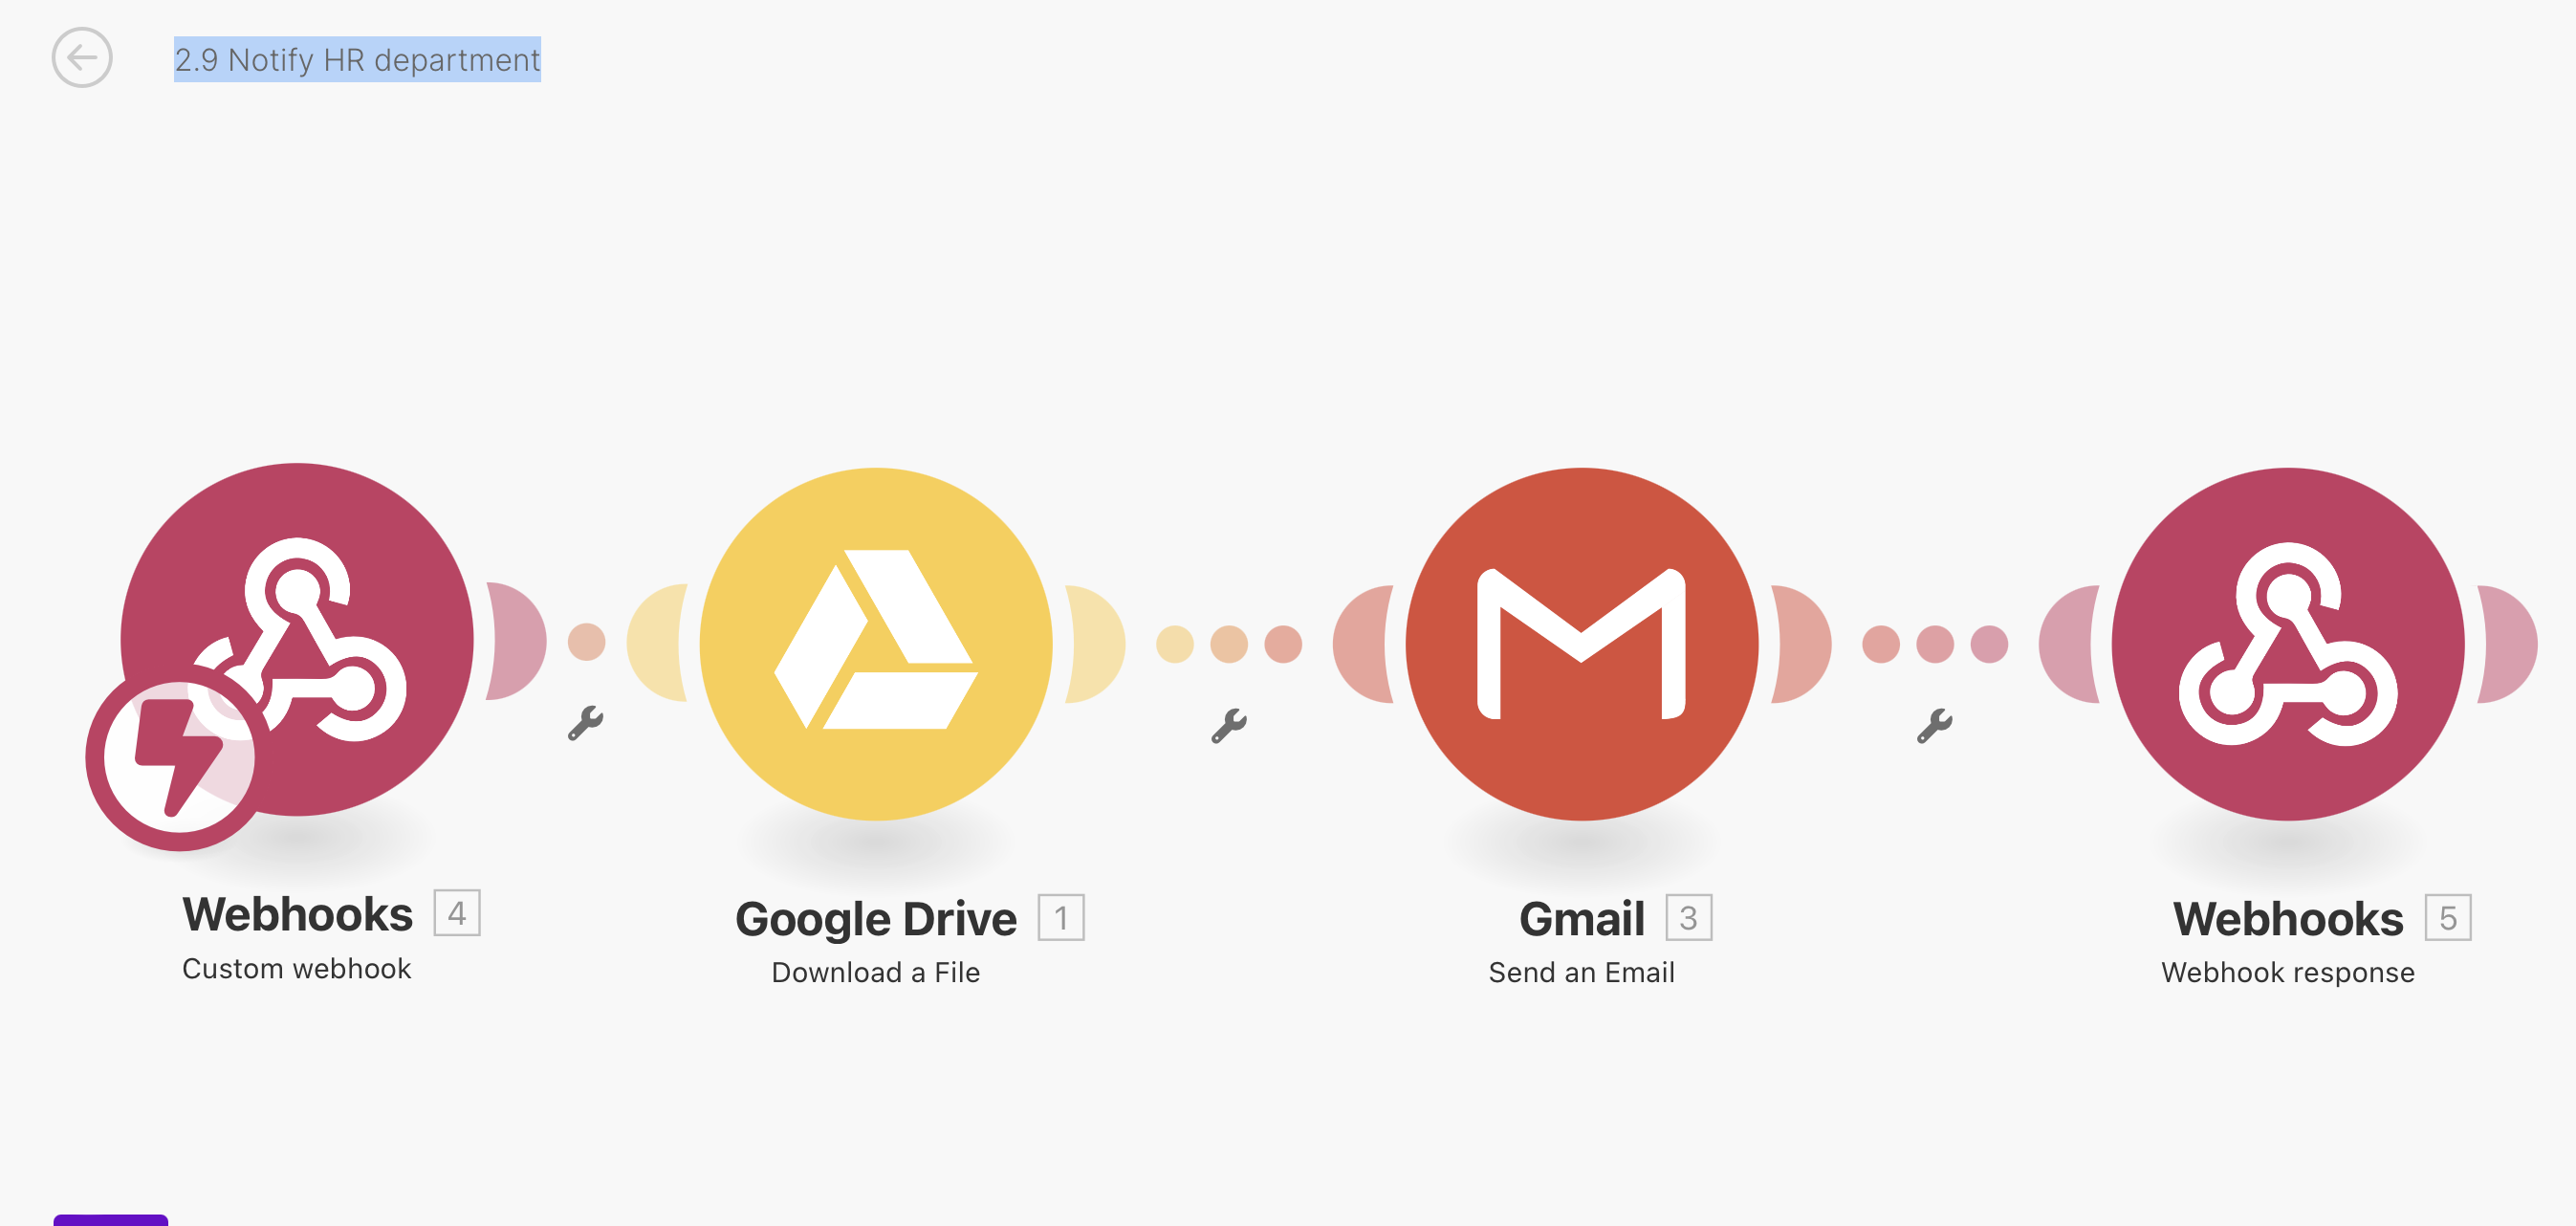 2.9 Notify HR department
Webhooks 4
Custom webhook
Google Drive 1
Download a File
Gmail 3
Send an Email
Webhooks 5
Webhook response